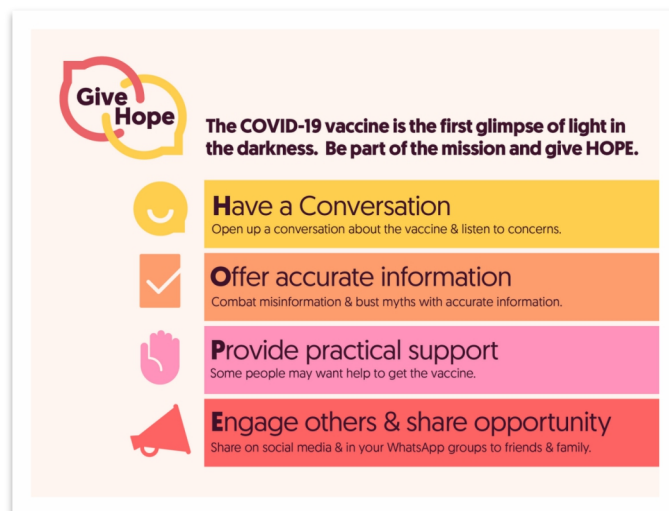 Give
Hope
The COVID-19 vaccine is the first glimpse of light in
the darkness. Be part of the mission and give HOPE.
Have a Conversation
Open up a conversation about the vaccine & listen to concerns.
Offer accurate information
Combat misinformation & bust myths with accurate information.
Provide practical support
Some people may want help to get the vaccine.
Engage others & share opportunity
Share on social media & in your WhatsApp groups to friends & family.